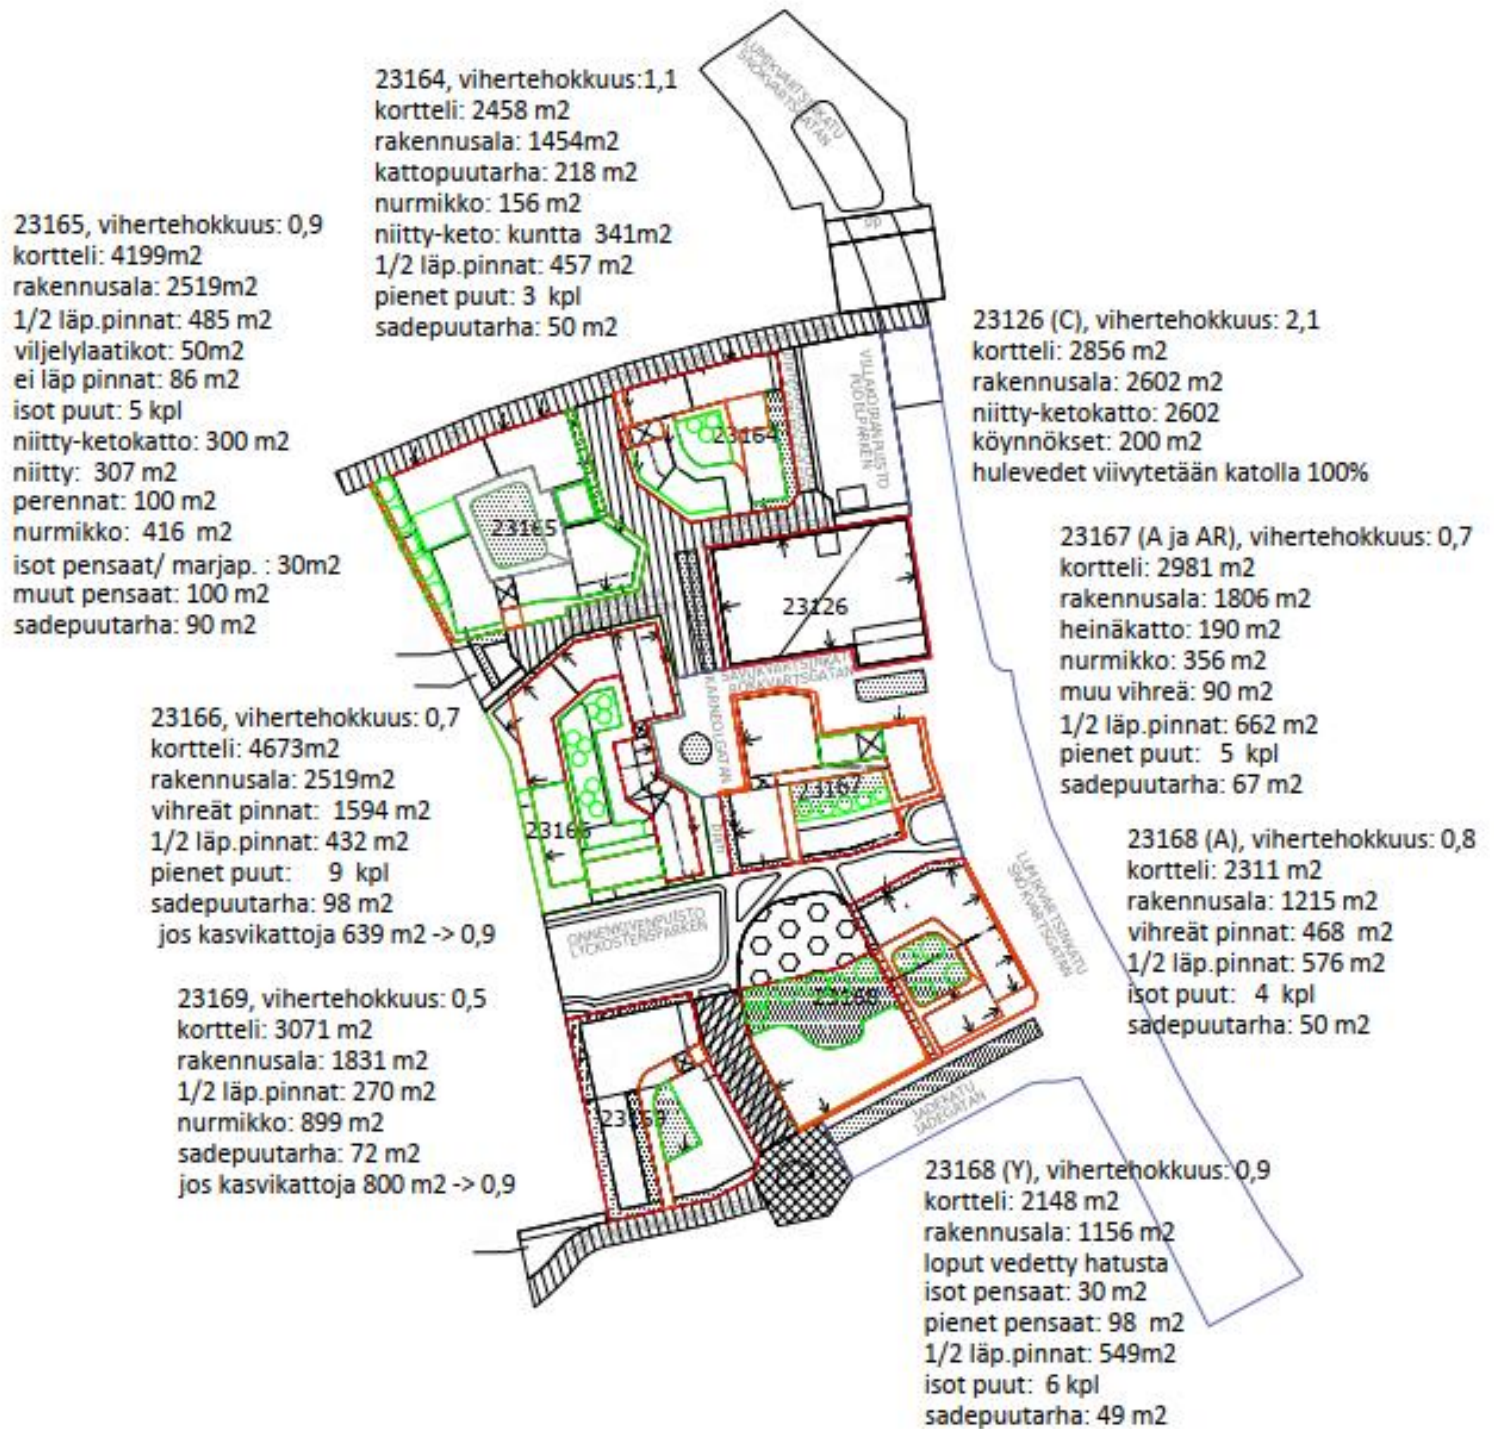 LUMIKVARTSINKATU
SNÖKVARTSGATAN
pp
23164, vihertehokkuus:1,1
kortteli: 2458 m2
rakennusala: 1454m2
kattopuutarha: 218 m2
nurmikko: 156 m2
niitty-keto: kuntta 341m2
1/2 läp.pinnat: 457 m2
pienet puut: 3 kpl
sadepuutarha: 50 m2
23165, vihertehokkuus: 0,9
kortteli: 4199m2
rakennusala: 2519m2
1/2 läp.pinnat: 485 m2
viljelylaatikot: 50m2
ei läp pinnat: 86 m2
isot puut: 5 kpl
niitty-ketokatto: 300 m2
niitty: 307 m2
perennat: 100 m2
nurmikko: 416 m2
isot pensaat/ marjap. : 30m2
muut pensaat: 100 m2
sadepuutarha: 90 m2
23126 (C), vihertehokkuus: 2,1
kortteli: 2856 m2
rakennusala: 2602 m2
niitty-ketokatto: 2602
köynnökset: 200 m2
hulevedet viivytetään katolla 100%
VILLAKOIRANPUISTO
PUDELPARKEN
23164
23165
23126
23167 (A ja AR), vihertehokkuus: 0,7
kortteli: 2981 m2
rakennusala: 1806 m2
heinäkatto: 190 m2
nurmikko: 356 m2
muu vihreä: 90 m2
1/2 läp.pinnat: 662 m2
pienet puut: 5 kpl
sadepuutarha: 67 m2
SAVUKVARTSINKATU
RÖKKVARTSGATAN
KARNEOLGATAN
23166, vihertehokkuus: 0,7
kortteli: 4673m2
rakennusala: 2519m2
vihreät pinnat: 1594 m2
1/2 läp.pinnat: 432 m2
pienet puut: 9 kpl
sadepuutarha: 98 m2
jos kasvikattoja 639 m2 -> 0,9
23166
23167
23168 (A), vihertehokkuus: 0,8
kortteli: 2311 m2
rakennusala: 1215 m2
vihreät pinnat: 468 m2
1/2 läp.pinnat: 576 m2
isot puut: 4 kpl
sadepuutarha: 50 m2
LUMIKVARTSINKATU
SNÖKVARTSGATAN
ONNENKIVENPUISTO
LYCKOSTENSPARKEN
23168
23169, vihertehokkuus: 0,5
kortteli: 3071 m2
rakennusala: 1831 m2
1/2 läp.pinnat: 270 m2
nurmikko: 899 m2
sadepuutarha: 72 m2
jos kasvikattoja 800 m2 -> 0,9
23169
JADEKATU
JADEGATAN
23168 (Y), vihertehokkuus: 0,9
kortteli: 2148 m2
rakennusala: 1156 m2
loput vedetty hatusta
isot pensaat: 30 m2
pienet pensaat: 98 m2
1/2 läp.pinnat: 549m2
isot puut: 6 kpl
sadepuutarha: 49 m2